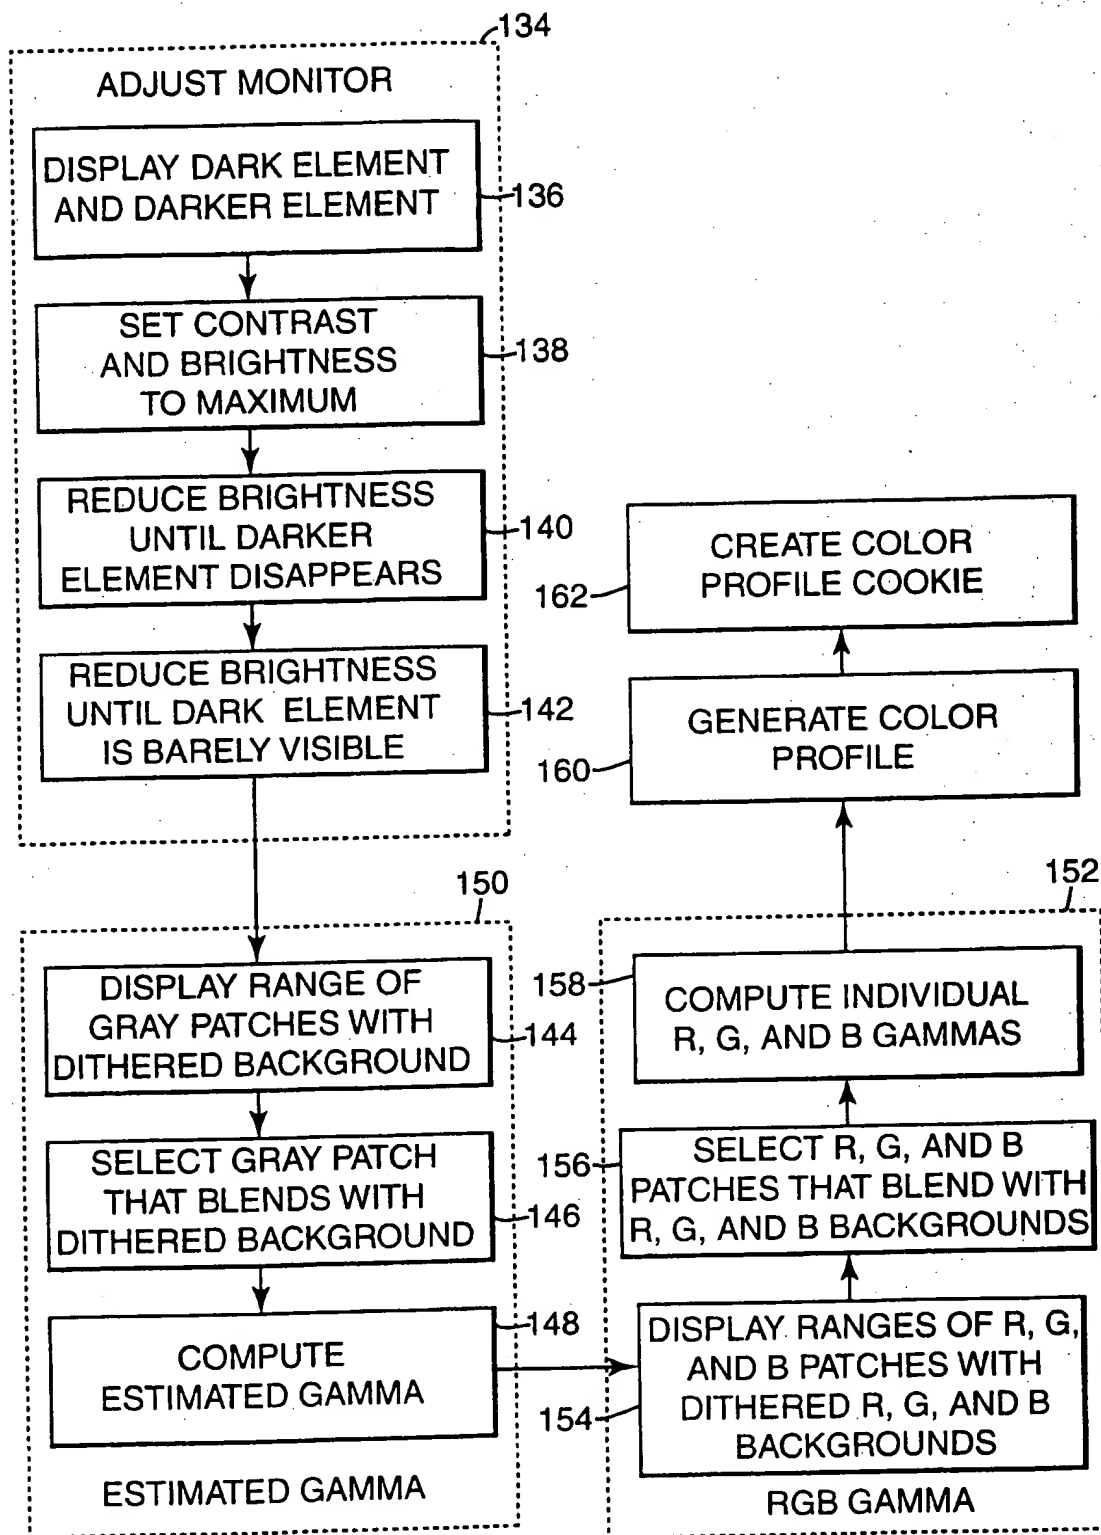 134
ADJUST MONITOR
DISPLAY DARK ELEMENT
AND DARKER ELEMENT
136
SET CONTRAST
AND BRIGHTNESS
TO MAXIMUM
138
REDUCE BRIGHTNESS
UNTIL DARKER
ELEMENT DISAPPEARS
140
REDUCE BRIGHTNESS
UNTIL DARK ELEMENT
IS BARELY VISIBLE
142
150
DISPLAY RANGE OF
GRAY PATCHES WITH
DITHERED BACKGROUND
144
SELECT GRAY PATCH
THAT BLENDS WITH
DITHERED BACKGROUND
146
COMPUTE
ESTIMATED GAMMA
148
ESTIMATED GAMMA
CREATE COLOR
PROFILE COOKIE
162
GENERATE COLOR
PROFILE
160
152
158
COMPUTE INDIVIDUAL
R, G, AND B GAMMAS
156
SELECT R, G, AND B
PATCHES THAT BLEND WITH
R, G, AND B BACKGROUNDS
DISPLAY RANGES OF R, G,
AND B PATCHES WITH
DITHERED R, G, AND B
BACKGROUNDS
154
RGB GAMMA